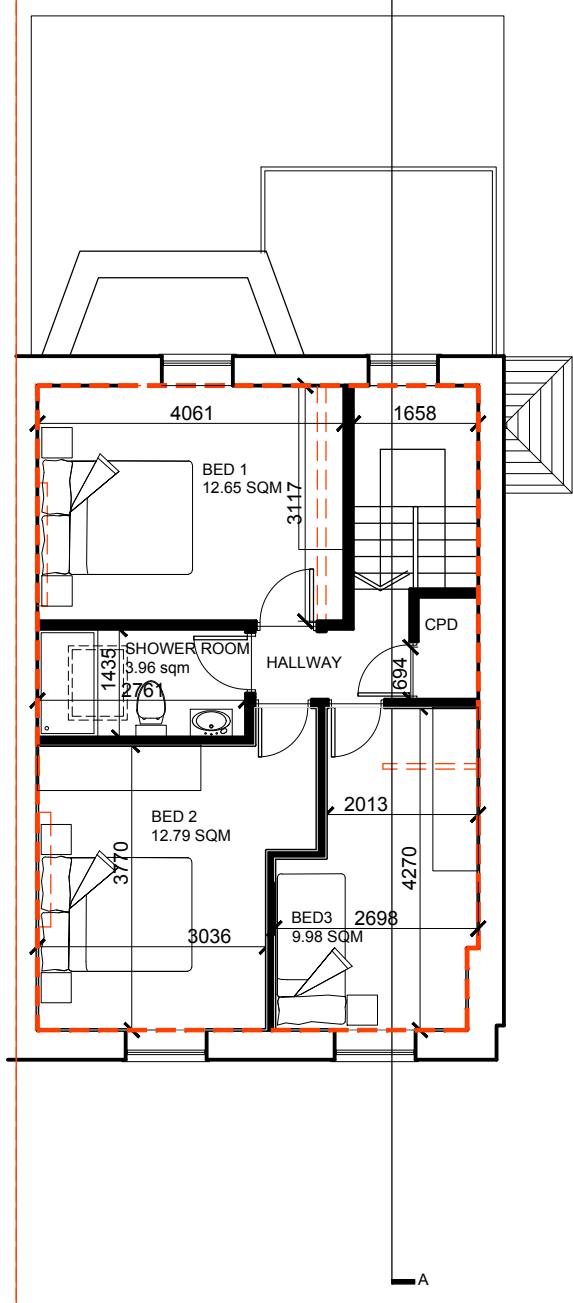 4061
1658
BED 1
12.65 SQM
3117
SHOWER ROOM
3.96 sqm
1435
2761
HALLWAY
CPD
694
BED 2
12.79 SQM
3770
2013
4270
BED3
9.98 SQM
2698
3036
A